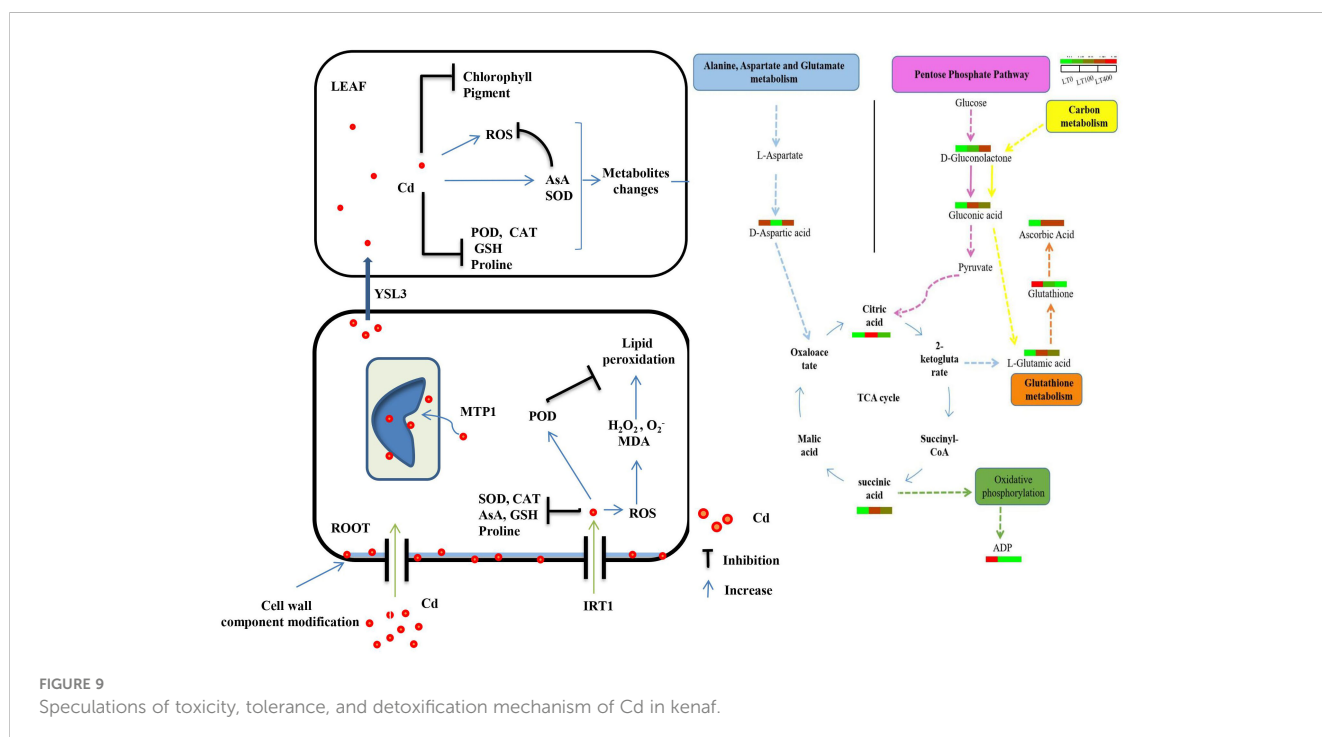 LEAF
Chlorophyll
Pigment
ROS
Cd
AsA
SOD
Metabolites
changes
POD, CAT
GSH
Proline
YSL3
MTP1
Lipid
peroxidation
POD
H₂O₂ , O₂⁻
MDA
SOD, CAT
AsA, GSH
Proline
ROS
ROOT
Cell wall
component modification
Cd
IRT1
Cd
Inhibition
Increase
Alanine, Aspartate and Glutamate
metabolism
L-Aspartate
D-Aspartic acid
Pentose Phosphate Pathway
LT0 LT100 LT400
Glucose
Carbon
metabolism
D-Gluconolactone
Gluconic acid
Ascorbic Acid
Pyruvate
Glutathione
Citric
acid
Oxaloace
tate
2-
ketogluta
rate
L-Glutamic acid
Glutathione
metabolism
TCA cycle
Malic
acid
Succinyl-
CoA
succinic
acid
Oxidative
phosphorylation
ADP
FIGURE 9
Speculations of toxicity, tolerance, and detoxification mechanism of Cd in kenaf.